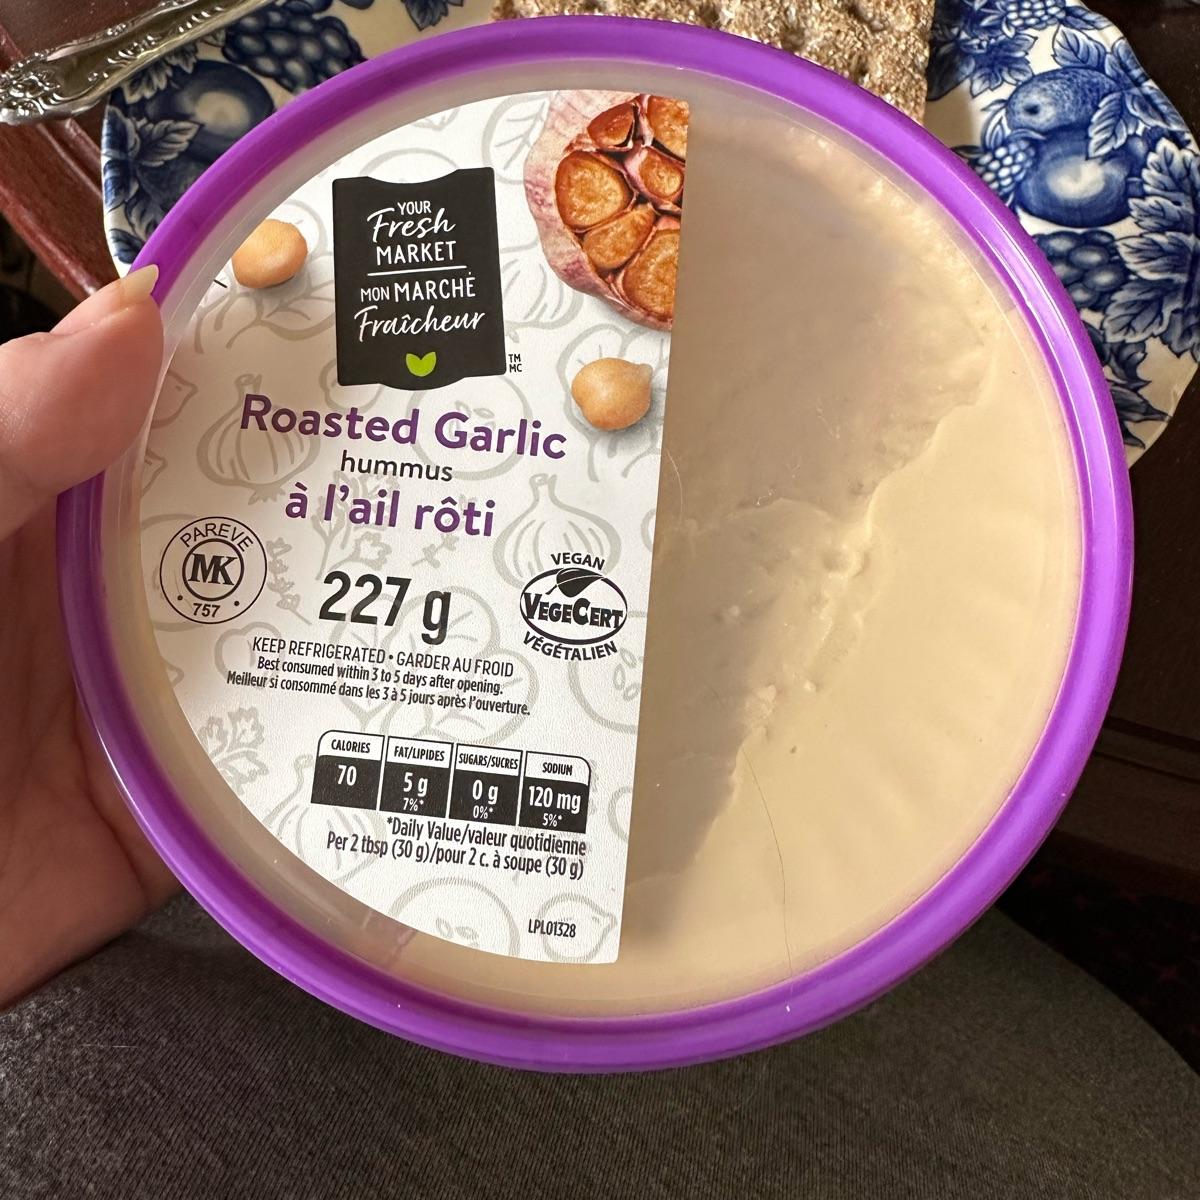 YOUR
Fresh
MARKET
MON MARCHÉ
Fraîcheur
TM
MC
Roasted Garlic
hummus
à l'ail rôti
PAREVE
MK
• 757 •
227 g
VEGAN
VEGECERT
VÉGÉTALIEN
KEEP REFRIGERATED • GARDER AU FROID
Best consumed within 3 to 5 days after opening.
Meilleur si consommé dans les 3 à 5 jours après l'ouverture.
CALORIES FAT/LIPIDES SUGARS/SUCRES SODIUM
70 5 g 0 g 120 mg
7%* 0%* 5%*
*Daily Value/valeur quotidienne
Per 2 tbsp (30 g)/pour 2 c. à soupe (30 g)
LPL01328